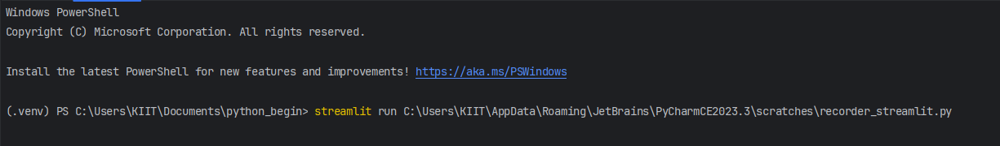 Windows PowerShell
Copyright (C) Microsoft Corporation. All rights reserved.
Install the latest PowerShell for new features and improvements! https://aka.ms/PSWindows
(.venv) PS C:\Users\KIIT\Documents\python_begin> streamlit run C:\Users\KIIT\AppData\Roaming\JetBrains\PyCharmCE2023.3\scratches\recorder_streamlit.py